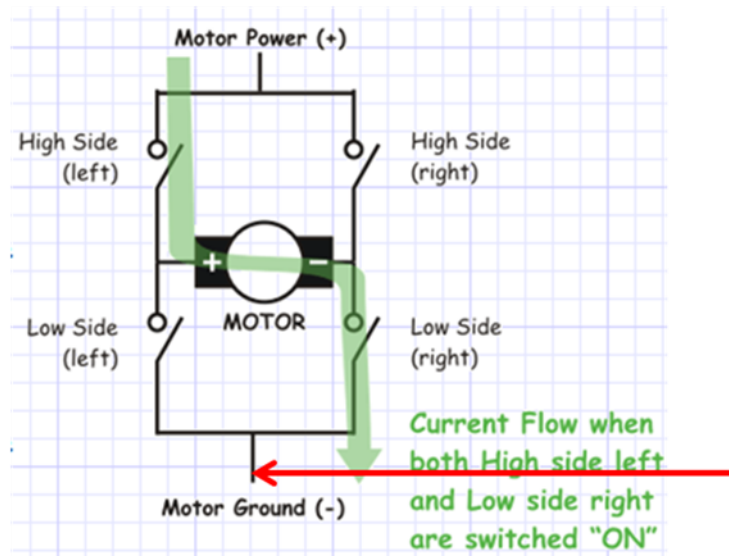 Motor Power (+)
High Side
(left)
High Side
(right)
+
−
MOTOR
Low Side
(left)
Low Side
(right)
Current Flow when
both High side left
and Low side right
are switched “ON”
Motor Ground (-)